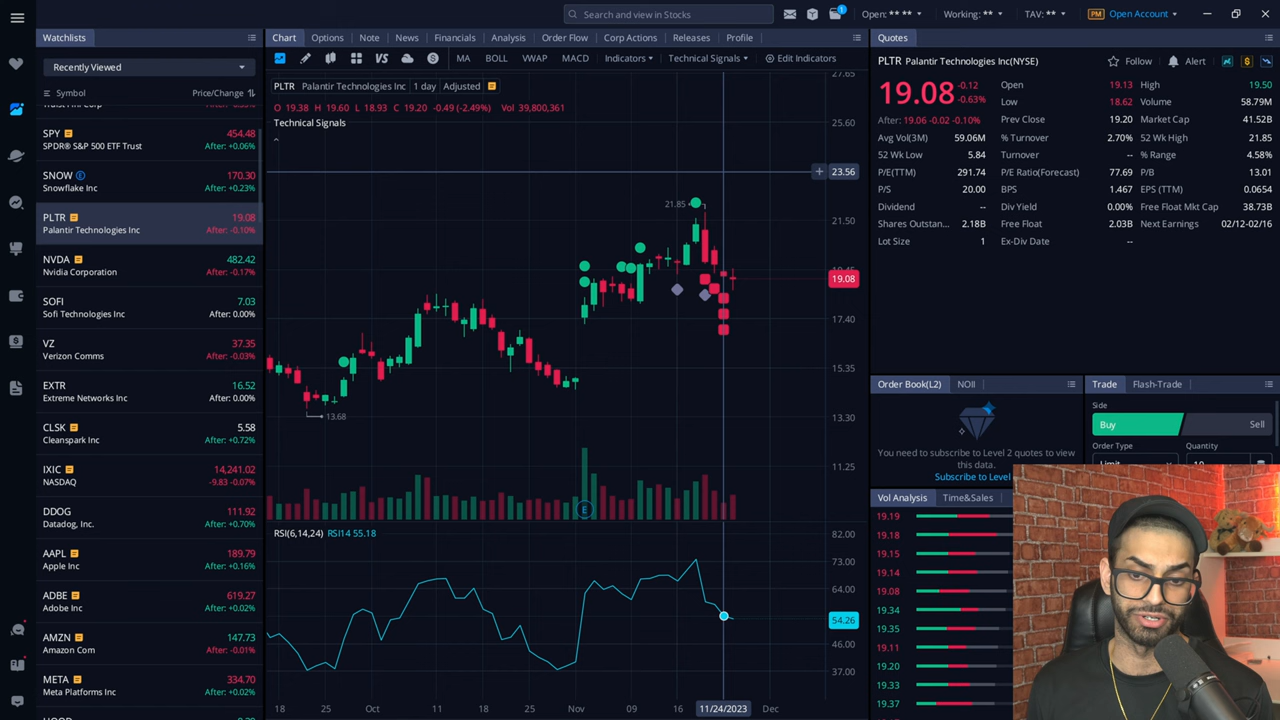 Search and view in Stocks
1
Open: ** **
Working: **
TAV: **
PM
Open Account
Watchlists
Recently Viewed
Symbol
Price/Change
SPY 454.48
SPDR® S&P 500 ETF Trust After: +0.06%
SNOW E 170.30
Snowflake Inc After: +0.23%
PLTR 19.08
Palantir Technologies Inc After: -0.10%
NVDA 482.42
Nvidia Corporation After: -0.17%
SOFI 7.03
Sofi Technologies Inc After: 0.00%
VZ 37.35
Verizon Comms After: -0.03%
EXTR 16.52
Extreme Networks Inc After: 0.00%
CLSK 5.58
Cleanspark Inc After: +0.72%
IXIC 14,241.02
NASDAQ -9.83 -0.07%
DDOG 111.92
Datadog, Inc. After: +0.70%
AAPL 189.79
Apple Inc After: +0.16%
ADBE 619.27
Adobe Inc After: +0.02%
AMZN 147.73
Amazon Com After: -0.01%
META 334.70
Meta Platforms Inc After: +0.02%
Chart Options Note News Financials Analysis Order Flow Corp Actions Releases Profile
VS S MA BOLL VWAP MACD Indicators Technical Signals Edit Indicators
PLTR Palantir Technologies Inc 1 day Adjusted
O 19.38 H 19.60 L 18.93 C 19.20 -0.49 (-2.49%) Vol 39,800,361
Technical Signals
27.65
25.60
23.56
21.50
19.08
17.40
15.35
13.30
11.25
21.85
13.68
E
RSI(6,14,24) RSI14 55.18
82.00
73.00
64.00
54.26
46.00
37.00
18 25 Oct 11 18 25 Nov 09 16 11/24/2023 Dec
Quotes
PLTR Palantir Technologies Inc(NYSE)
Follow
Alert
19.08 -0.12
-0.63%
After: 19.06 -0.02 -0.10%
Open 19.13 High 19.50
Low 18.62 Volume 58.79M
Prev Close 19.20 Market Cap 41.52B
Avg Vol(3M) 59.06M % Turnover 2.70% 52 Wk High 21.85
52 Wk Low 5.84 Turnover -- % Range 4.58%
P/E(TTM) 291.74 P/E Ratio(Forecast) 77.69 P/B 13.01
P/S 20.00 BPS 1.467 EPS (TTM) 0.0654
Dividend -- Div Yield 0.00% Free Float Mkt Cap 38.73B
Shares Outstan... 2.18B Free Float 2.03B Next Earnings 02/12-02/16
Lot Size 1 Ex-Div Date --
Order Book(L2) NOII
You need to subscribe to Level 2 quotes to view
this data.
Subscribe to Level
Trade Flash-Trade
Side
Buy Sell
Order Type Quantity
Vol Analysis Time&Sales
19.19
19.18
19.15
19.14
19.08
19.34
19.35
19.11
19.20
19.33
19.37